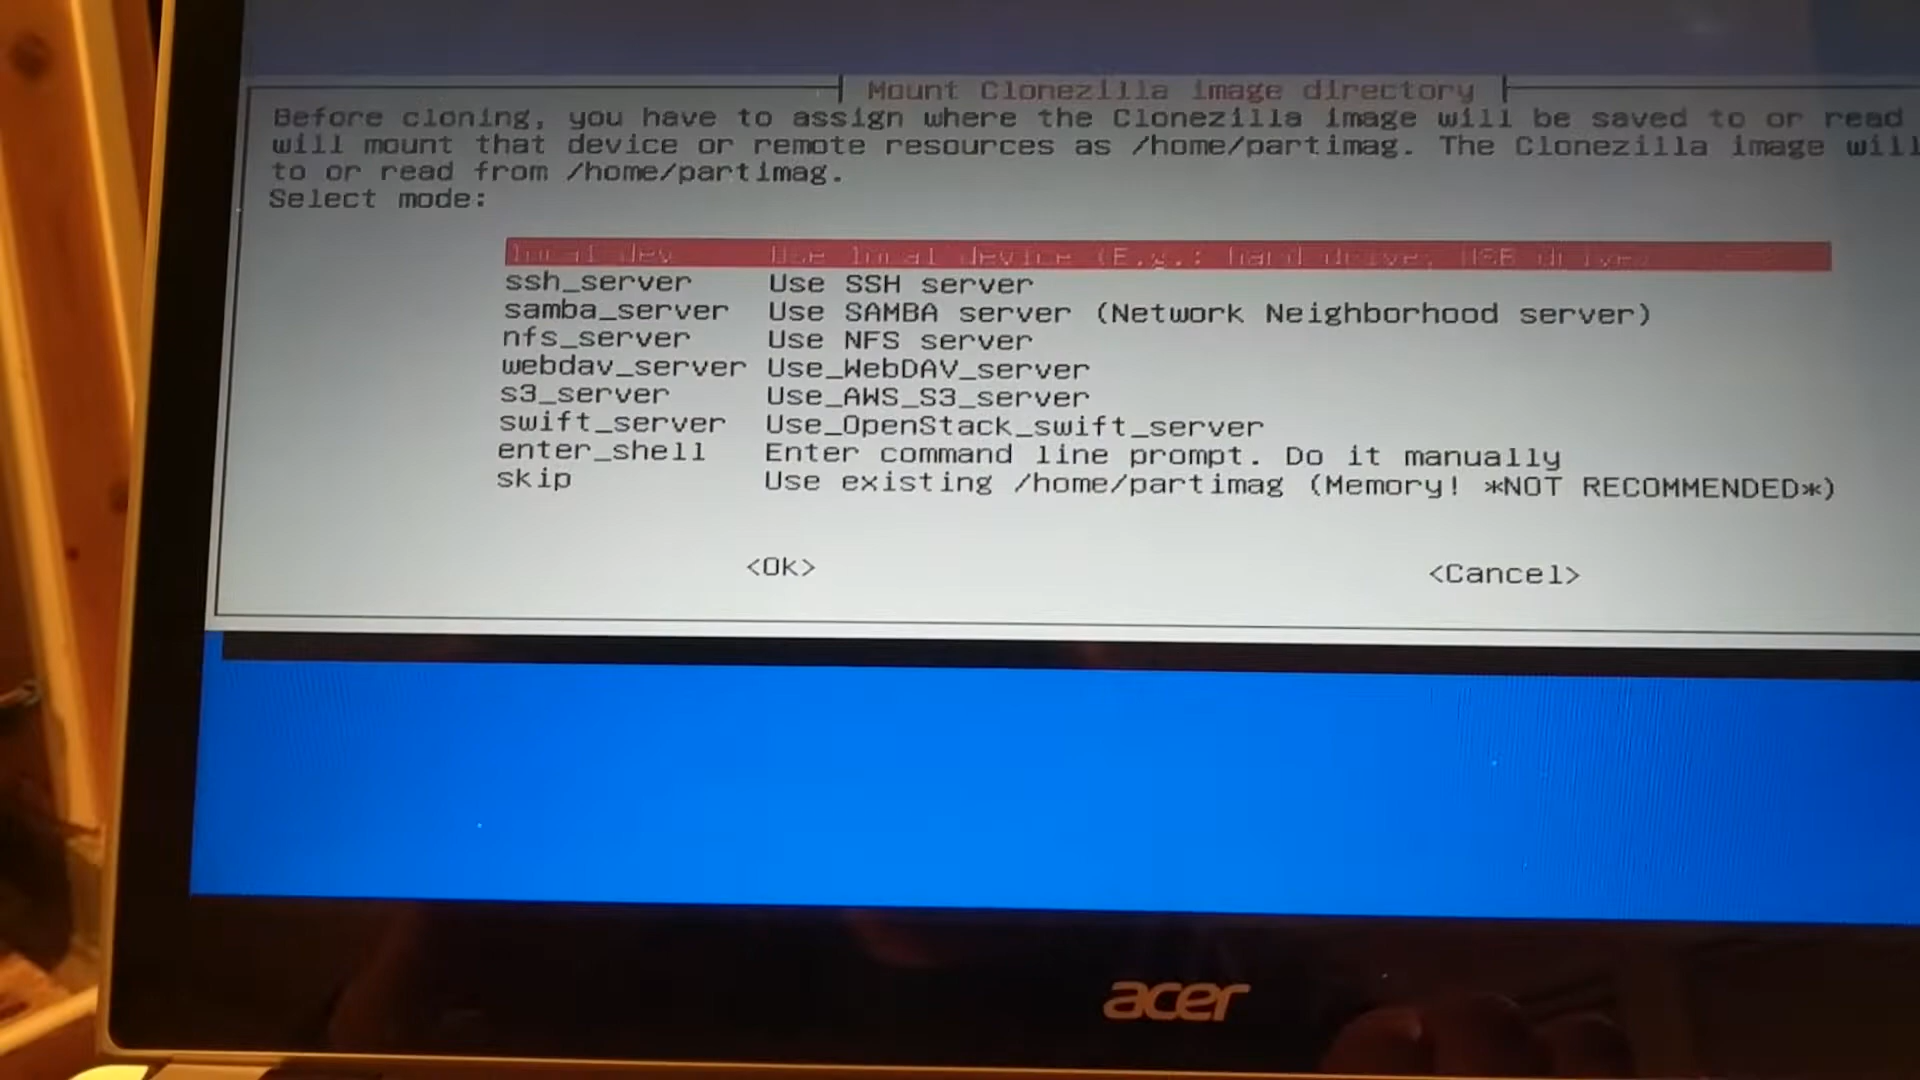 Mount Clonezilla image directory
Before cloning, you have to assign where the Clonezilla image will be saved to or read
will mount that device or remote resources as /home/partimag. The Clonezilla image will
to or read from /home/partimag.
Select mode:
local_dev Use local device (E.g.: hard drive, USB drive)
ssh_server Use SSH server
samba_server Use SAMBA server (Network Neighborhood server)
nfs_server Use NFS server
webdav_server Use_WebDAV_server
s3_server Use_AWS_S3_server
swift_server Use_OpenStack_swift_server
enter_shell Enter command line prompt. Do it manually
skip Use existing /home/partimag (Memory! *NOT RECOMMENDED*)
<Ok> <Cancel>
acer